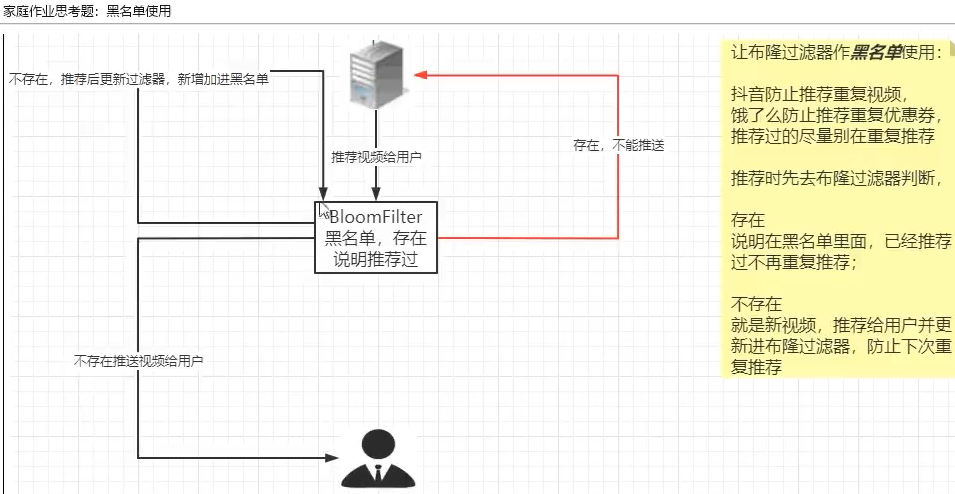 家庭作业思考题：黑名单使用
不存在，推荐后更新过滤器，新增加进黑名单
推荐视频给用户
存在，不能推送
BloomFilter
黑名单，存在
说明推荐过
不存在推送视频给用户
让布隆过滤器作黑名单使用：
抖音防止推荐重复视频，
饿了么防止推荐重复优惠券，
推荐过的尽量别在重复推荐
推荐时先去布隆过滤器判断，
存在
说明在黑名单里面，已经推荐
过不再重复推荐；
不存在
就是新视频，推荐给用户并更
新进布隆过滤器，防止下次重
复推荐